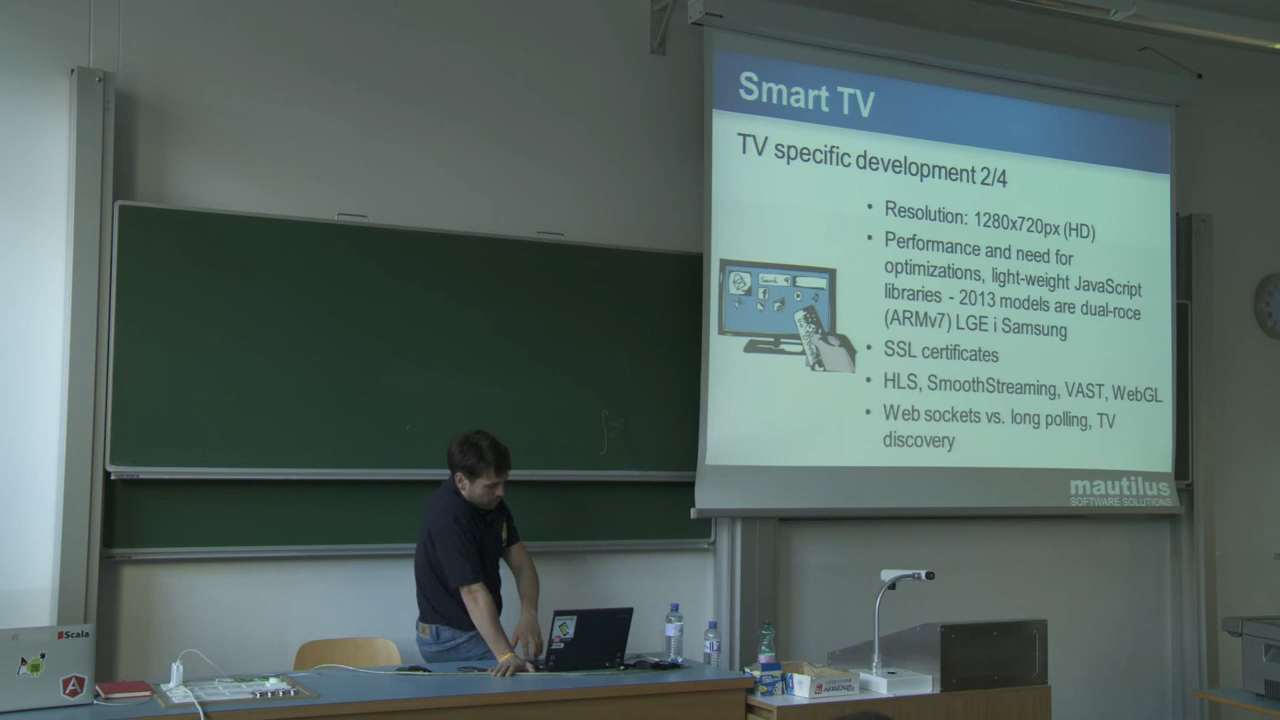 Smart TV
TV specific development 2/4
• Resolution: 1280x720px (HD)
• Performance and need for
optimizations, light-weight JavaScript
libraries - 2013 models are dual-roce
(ARMv7) LGE i Samsung
• SSL certificates
• HLS, SmoothStreaming, VAST, WebGL
• Web sockets vs. long polling, TV
discovery
mautilus
SOFTWARE SOLUTIONS
Scala